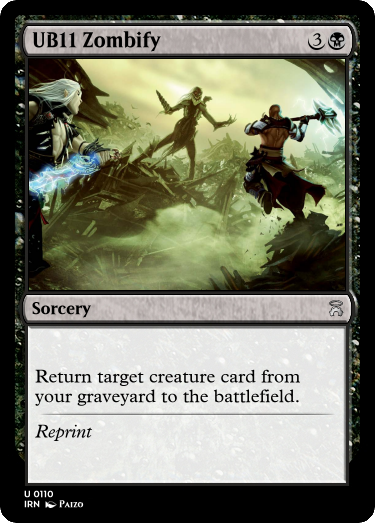 UB11 Zombify 3
Sorcery
Return target creature card from
your graveyard to the battlefield.
Reprint
U 0110
IRN Paizo